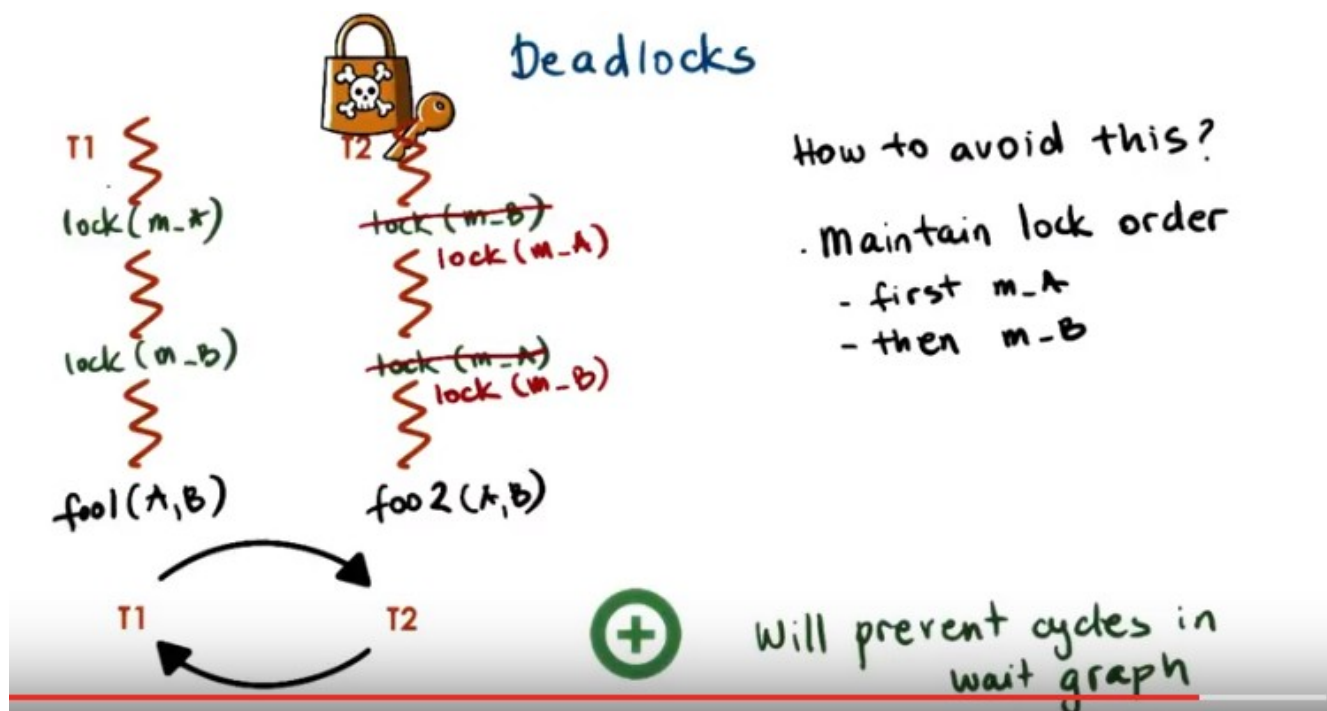 Deadlocks
T1
lock(m_A)
lock(m_B)
foo1(A,B)
T2
lock(m_B)
lock(m_A)
lock(m_A)
lock(m_B)
foo2(A,B)
T1
T2
How to avoid this?
. Maintain lock order
- first m_A
- then m_B
+ Will prevent cycles in
wait graph